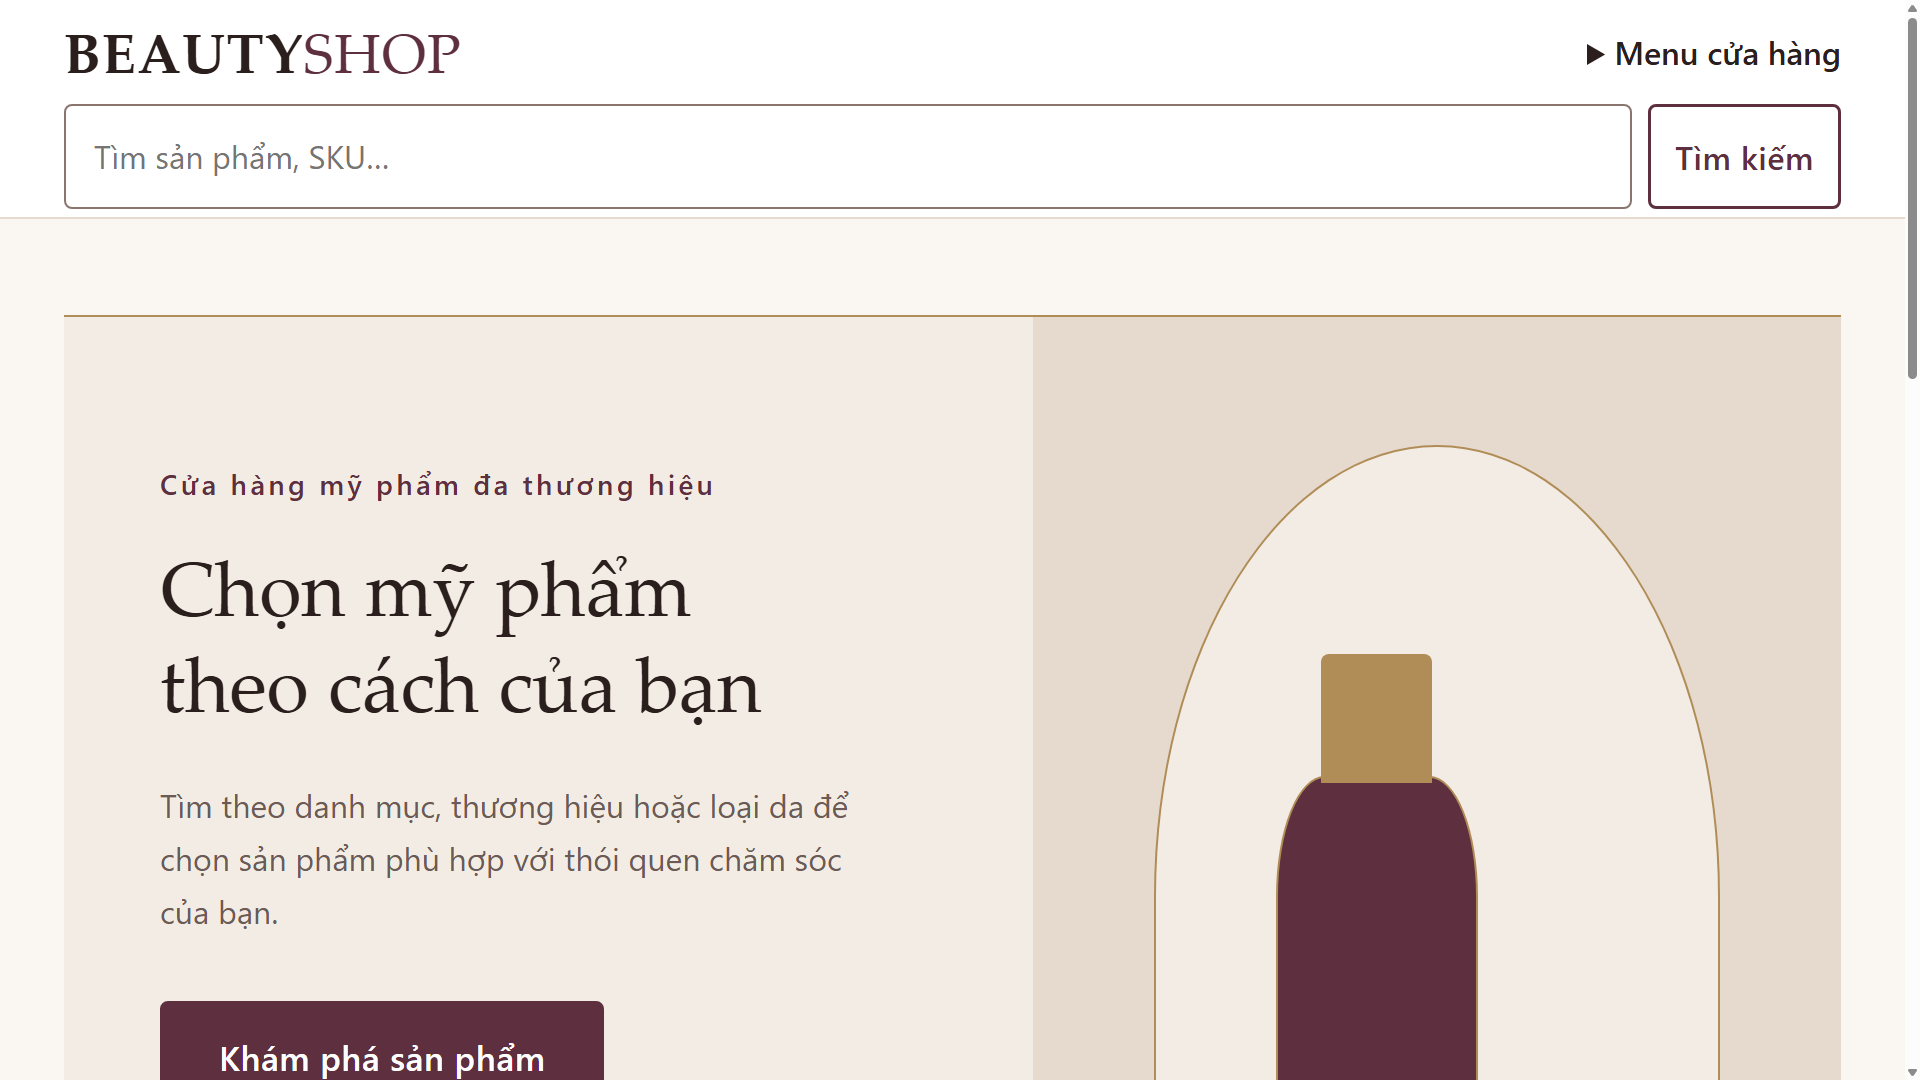 BEAUTYSHOP
Menu cửa hàng
Tìm sản phẩm, SKU...
Tìm kiếm
Cửa hàng mỹ phẩm đa thương hiệu
Chọn mỹ phẩm
theo cách của bạn
Tìm theo danh mục, thương hiệu hoặc loại da để
chọn sản phẩm phù hợp với thói quen chăm sóc
của bạn.
Khám phá sản phẩm